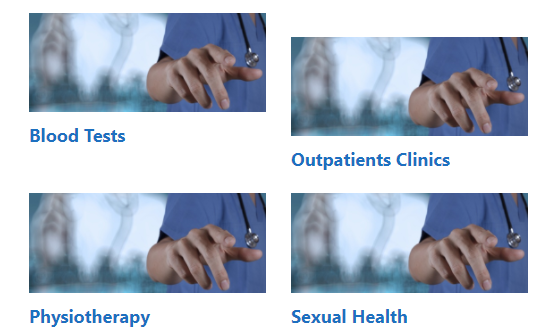 Blood Tests
Outpatients Clinics
Physiotherapy
Sexual Health